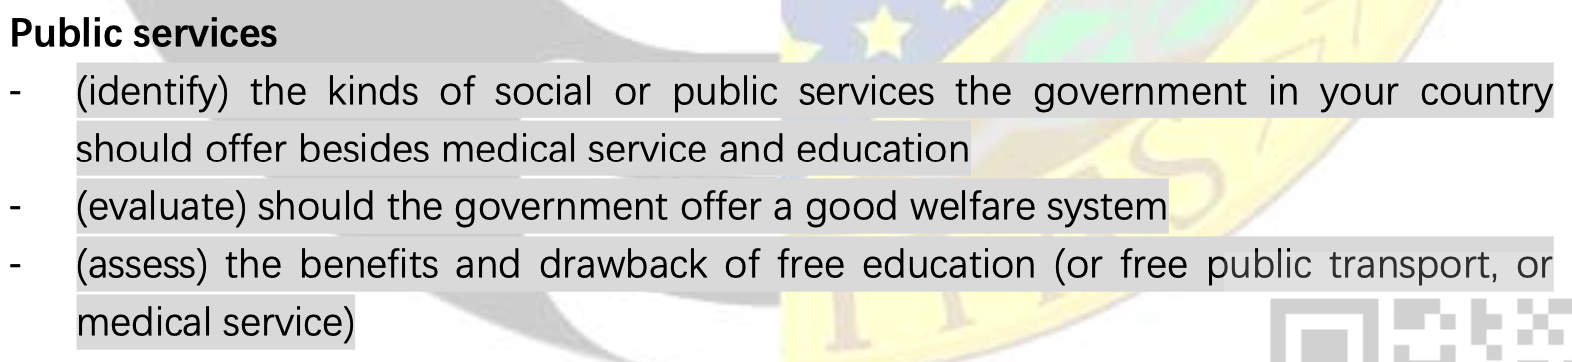 Public services
- (identify) the kinds of social or public services the government in your country
should offer besides medical service and education
- (evaluate) should the government offer a good welfare system
- (assess) the benefits and drawback of free education (or free public transport, or
medical service)